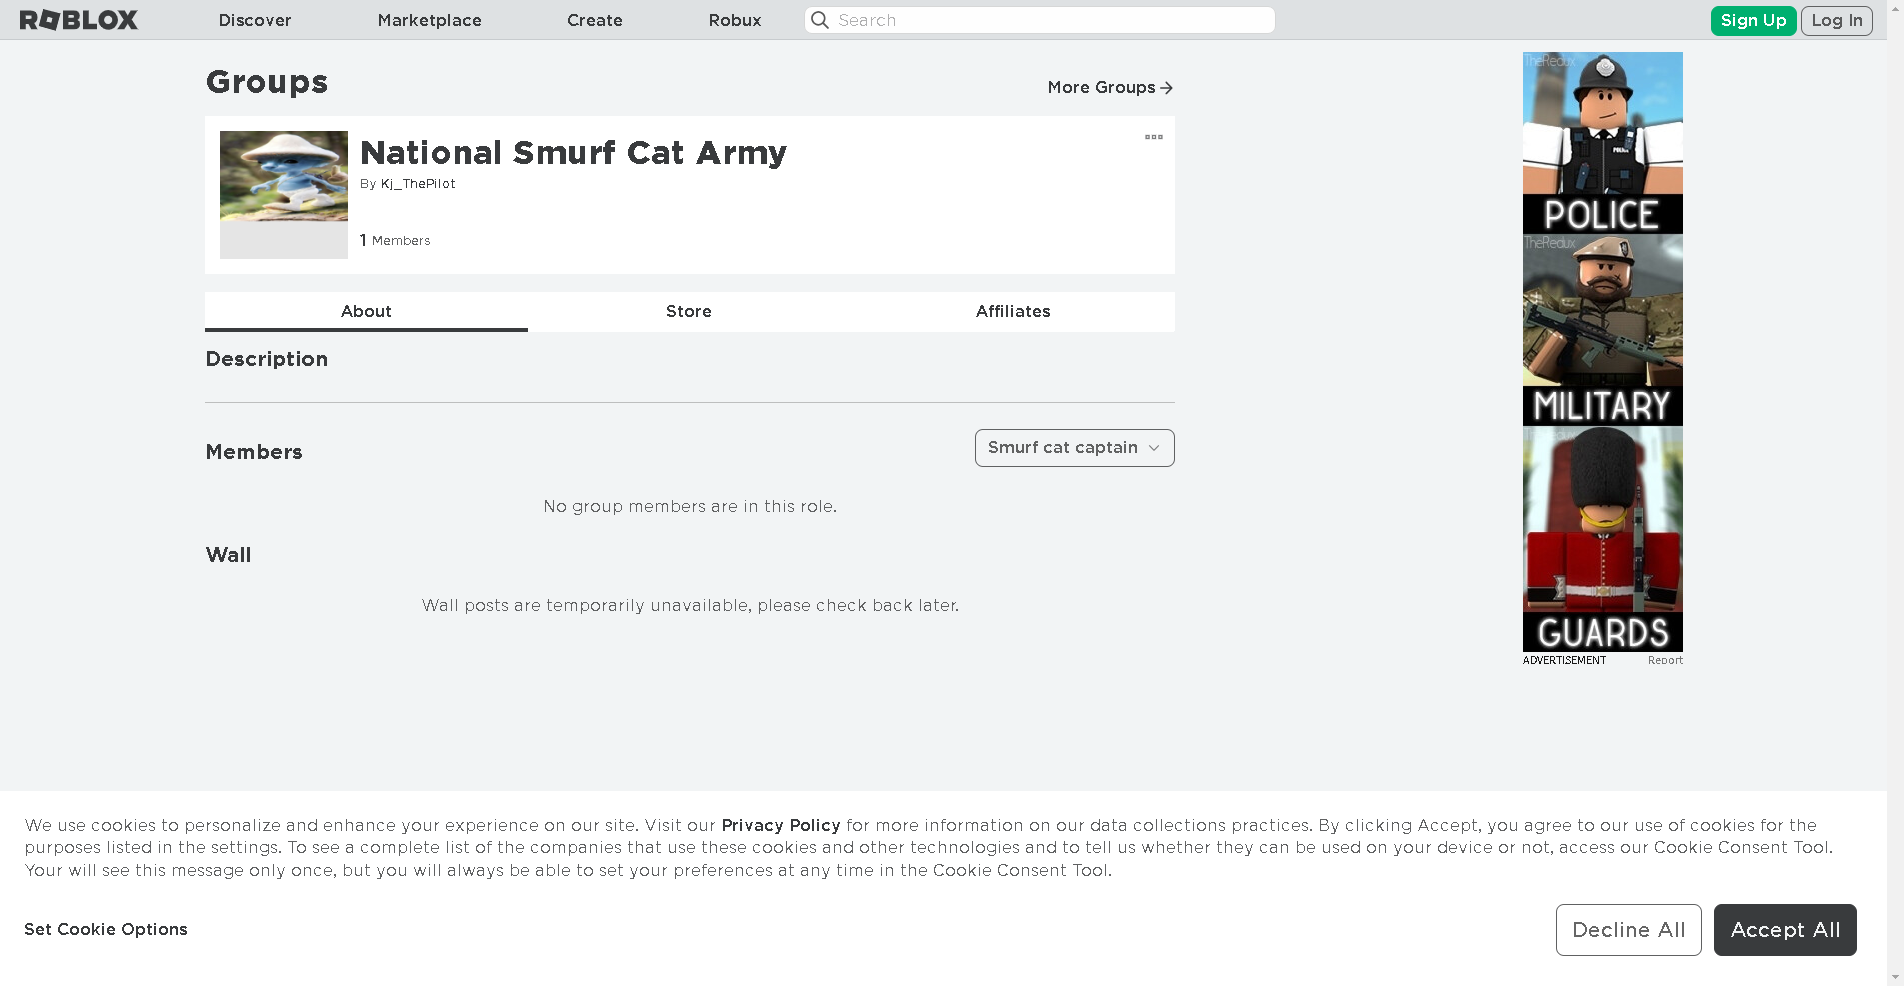 ROBLOX
Discover
Marketplace
Create
Robux
Search
Sign Up
Log In
Groups
More Groups
National Smurf Cat Army
By Kj_ThePilot
1 Members
About
Store
Affiliates
Description
Members
Smurf cat captain
No group members are in this role.
Wall
Wall posts are temporarily unavailable, please check back later.
TheRedux
POLICE
POLICE
TheRedux
MILITARY
TheRedux
GUARDS
ADVERTISEMENT
Report
We use cookies to personalize and enhance your experience on our site. Visit our Privacy Policy for more information on our data collections practices. By clicking Accept, you agree to our use of cookies for the
purposes listed in the settings. To see a complete list of the companies that use these cookies and other technologies and to tell us whether they can be used on your device or not, access our Cookie Consent Tool.
Your will see this message only once, but you will always be able to set your preferences at any time in the Cookie Consent Tool.
Set Cookie Options
Decline All
Accept All